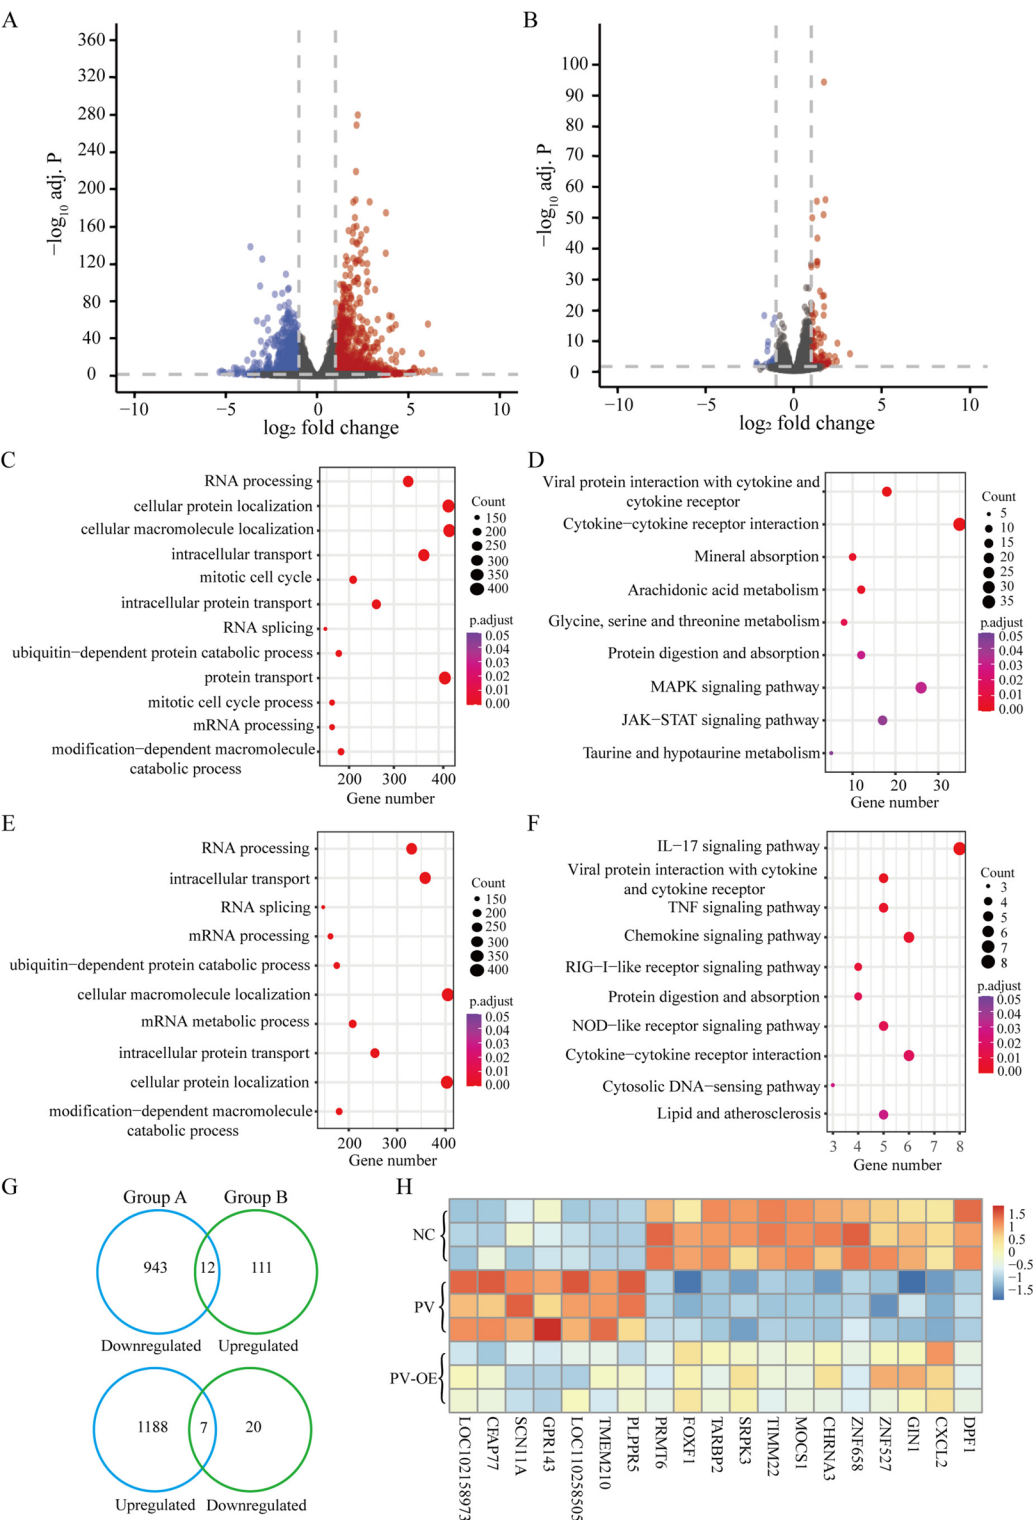 A
360
320
280
240
200
160
120
80
40
0
−log10 adj. P
−10
−5
0
5
10
log₂ fold change
B
100
90
80
70
60
50
40
30
20
10
0
−log10 adj. P
−10
−5
0
5
10
log₂ fold change
C
RNA processing
cellular protein localization
cellular macromolecule localization
intracellular transport
mitotic cell cycle
intracellular protein transport
RNA splicing
ubiquitin−dependent protein catabolic process
protein transport
mitotic cell cycle process
mRNA processing
modification−dependent macromolecule
catabolic process
200
300
400
Gene number
Count
150
200
250
300
350
400
p.adjust
0.05
0.04
0.03
0.02
0.01
0.00
D
Viral protein interaction with cytokine and
cytokine receptor
Cytokine−cytokine receptor interaction
Mineral absorption
Arachidonic acid metabolism
Glycine, serine and threonine metabolism
Protein digestion and absorption
MAPK signaling pathway
JAK−STAT signaling pathway
Taurine and hypotaurine metabolism
10
20
30
Gene number
Count
5
10
15
20
25
30
35
p.adjust
0.05
0.04
0.03
0.02
0.01
0.00
E
RNA processing
intracellular transport
RNA splicing
mRNA processing
ubiquitin−dependent protein catabolic process
cellular macromolecule localization
mRNA metabolic process
intracellular protein transport
cellular protein localization
modification−dependent macromolecule
catabolic process
200
300
400
Gene number
Count
150
200
250
300
350
400
p.adjust
0.05
0.04
0.03
0.02
0.01
0.00
F
IL−17 signaling pathway
Viral protein interaction with cytokine
and cytokine receptor
TNF signaling pathway
Chemokine signaling pathway
RIG−I−like receptor signaling pathway
Protein digestion and absorption
NOD−like receptor signaling pathway
Cytokine−cytokine receptor interaction
Cytosolic DNA−sensing pathway
Lipid and atherosclerosis
3
4
5
6
7
8
Gene number
Count
3
4
5
6
7
8
p.adjust
0.05
0.04
0.03
0.02
0.01
0.00
G
Group A
Group B
943
12
111
Downregulated
Upregulated
1188
7
20
Upregulated
Downregulated
H
NC
PV
PV-OE
1.5
1
0.5
−0.5
−1
−1.5
LOC102158973
CFAP77
SCN11A
GPR143
LOC110258505
TMEM210
PLPPR5
PRMT6
FOXF1
TARBP2
SRPK3
TIMM22
MOCS1
CHRNA3
ZNF658
ZNF527
GIN1
CXCL2
DPF1